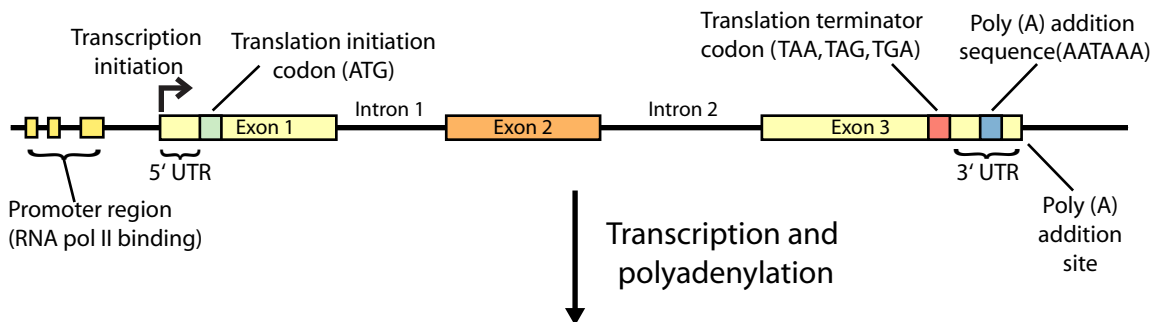 Transcription
initiation
Translation initiation
codon (ATG)
Translation terminator
codon (TAA,TAG,TGA)
Poly (A) addition
sequence(AATAAA)
Exon 1
Intron 1
Exon 2
Intron 2
Exon 3
5‘ UTR
3‘ UTR
Promoter region
(RNA pol II binding)
Poly (A)
addition
site
Transcription and
polyadenylation